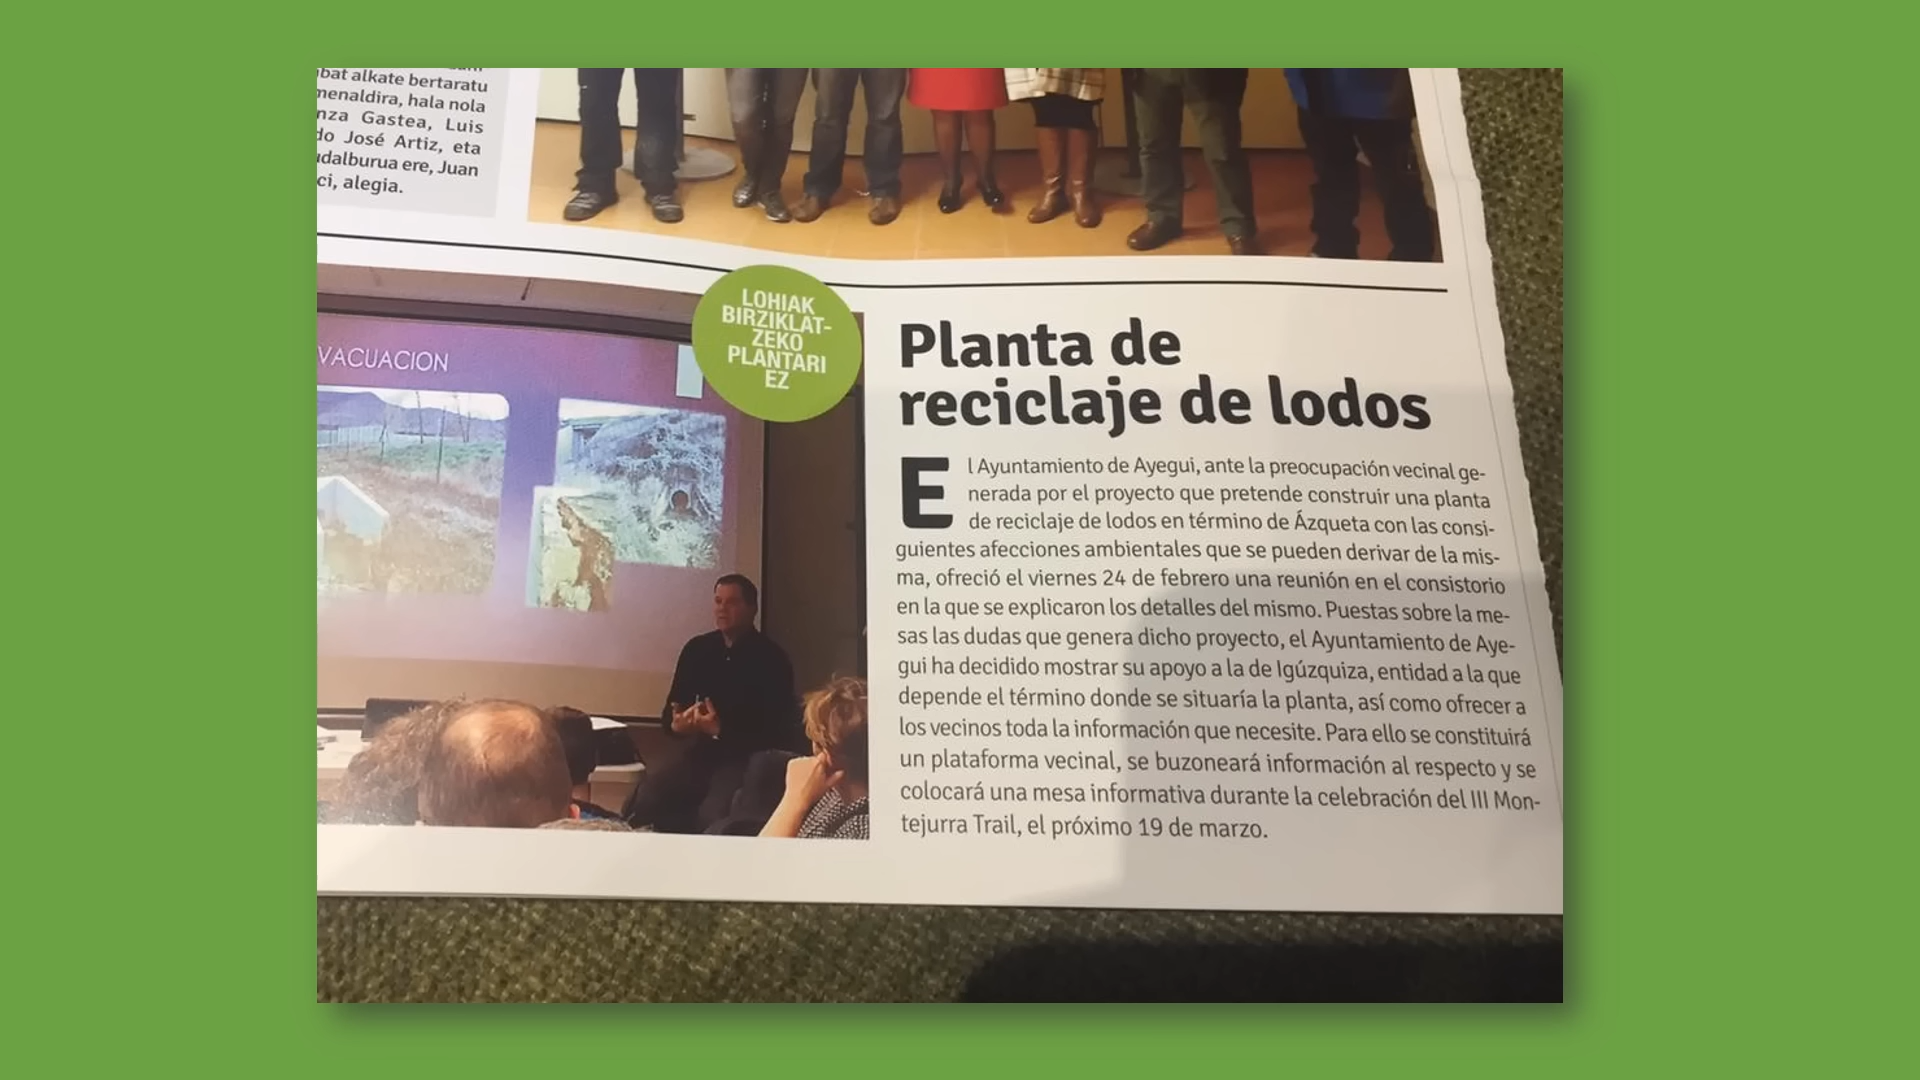 ibat alkate bertaratu
menaldira, hala nola
nza Gastea, Luis
do José Artiz, eta
udalburua ere, Juan
ci, alegia.
VACUACION
LOHIAK
BIRZIKLAT-
ZEKO
PLANTARI
EZ
Planta de
reciclaje de lodos
El Ayuntamiento de Ayegui, ante la preocupación vecinal ge-
nerada por el proyecto que pretende construir una planta
de reciclaje de lodos en término de Ázqueta con las consi-
guientes afecciones ambientales que se pueden derivar de la mis-
ma, ofreció el viernes 24 de febrero una reunión en el consistorio
en la que se explicaron los detalles del mismo. Puestas sobre la me-
sas las dudas que genera dicho proyecto, el Ayuntamiento de Aye-
gui ha decidido mostrar su apoyo a la de Igúzquiza, entidad a la que
depende el término donde se situaría la planta, así como ofrecer a
los vecinos toda la información que necesite. Para ello se constituirá
un plataforma vecinal, se buzoneará información al respecto y se
colocará una mesa informativa durante la celebración del III Mon-
tejurra Trail, el próximo 19 de marzo.